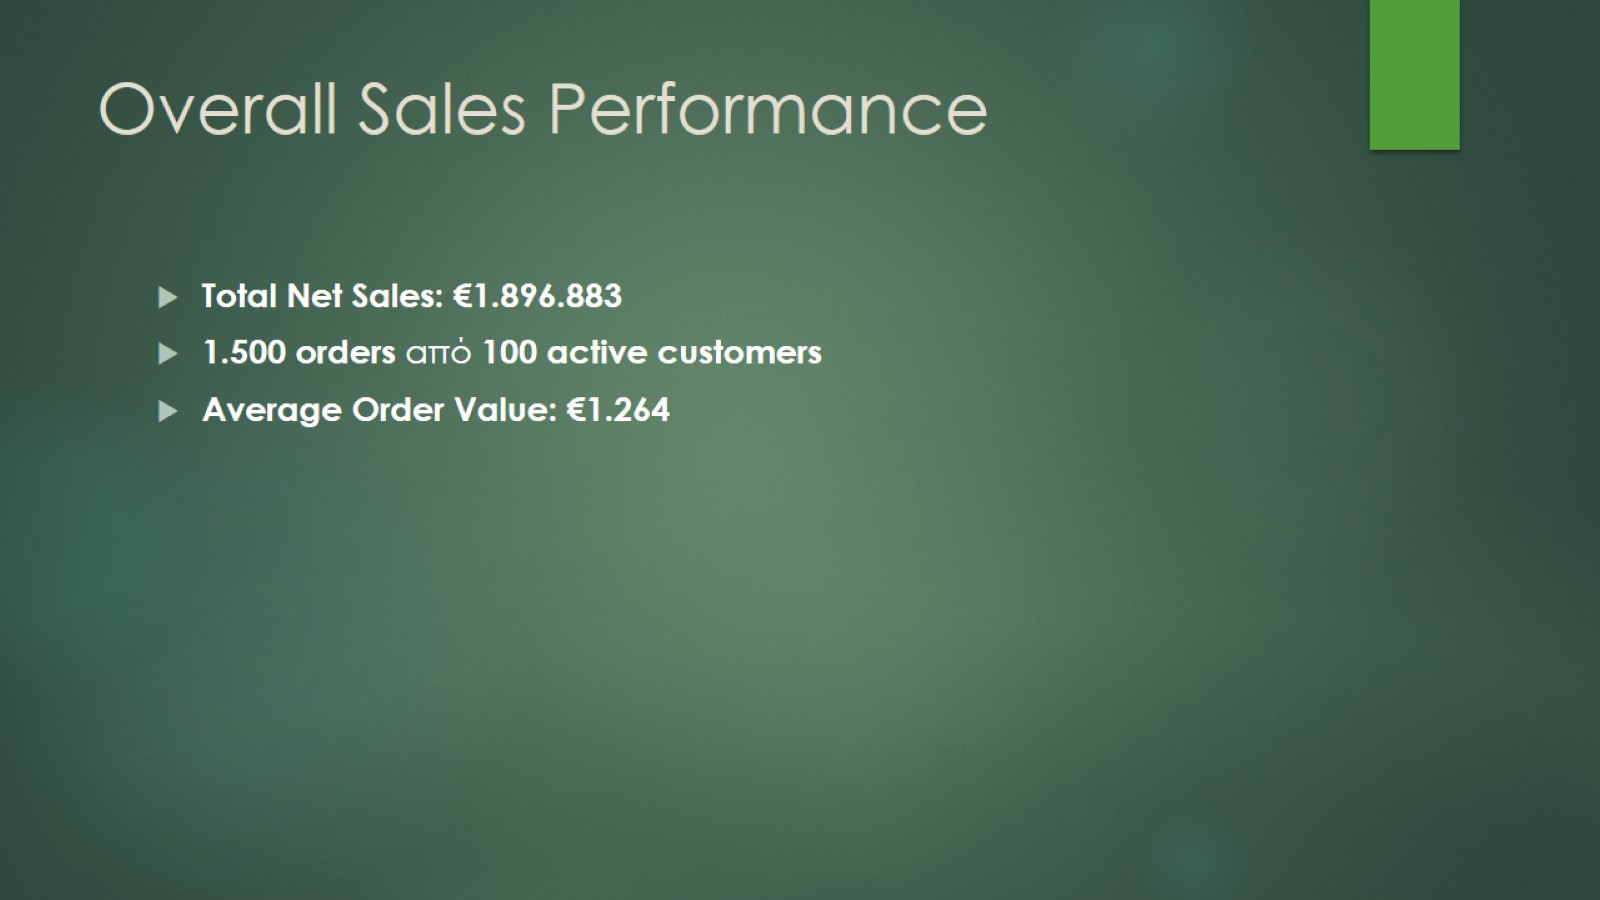 Overall Sales Performance
Total Net Sales: €1.896.883
1.500 orders από 100 active customers
Average Order Value: €1.264